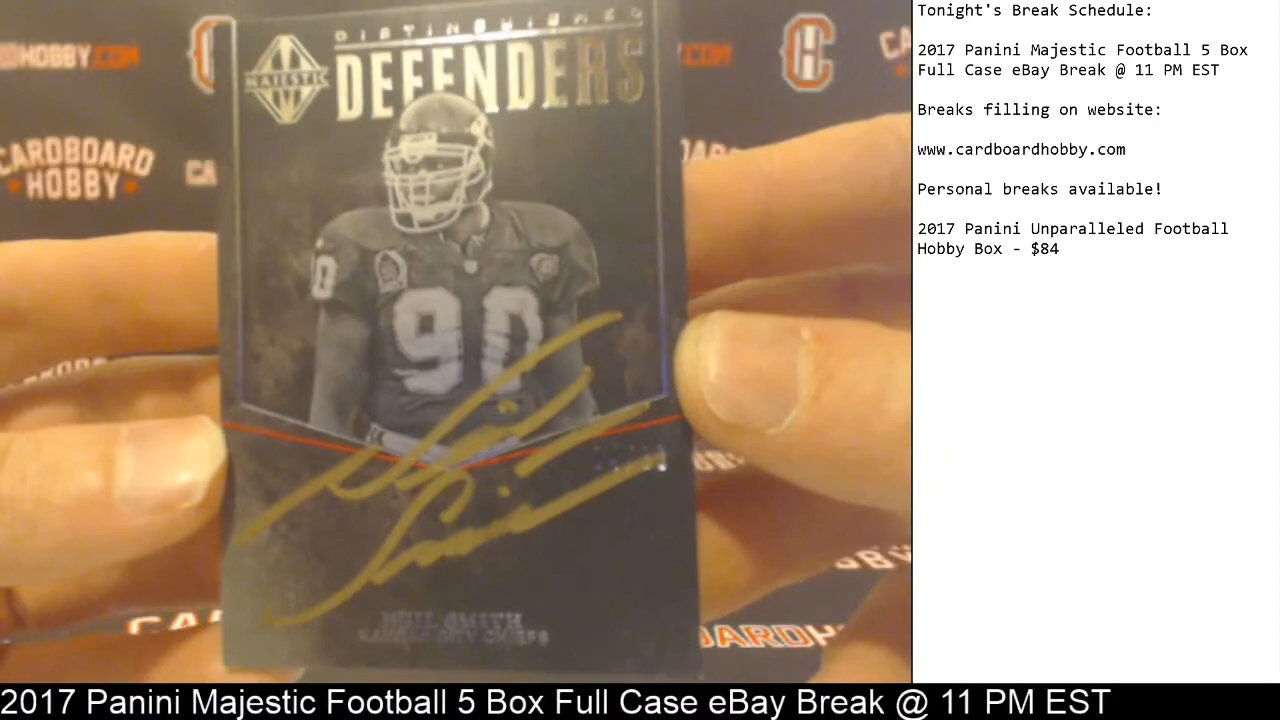 HOBBY.COM
CARDBOARD
HOBBY
DISTINGUISHED
MAJESTIC
DEFENDERS
90
90
NEIL SMITH
KANSAS CITY CHIEFS
Tonight's Break Schedule:
2017 Panini Majestic Football 5 Box
Full Case eBay Break @ 11 PM EST
Breaks filling on website:
www.cardboardhobby.com
Personal breaks available!
2017 Panini Unparalleled Football
Hobby Box - $84
2017 Panini Majestic Football 5 Box Full Case eBay Break @ 11 PM EST